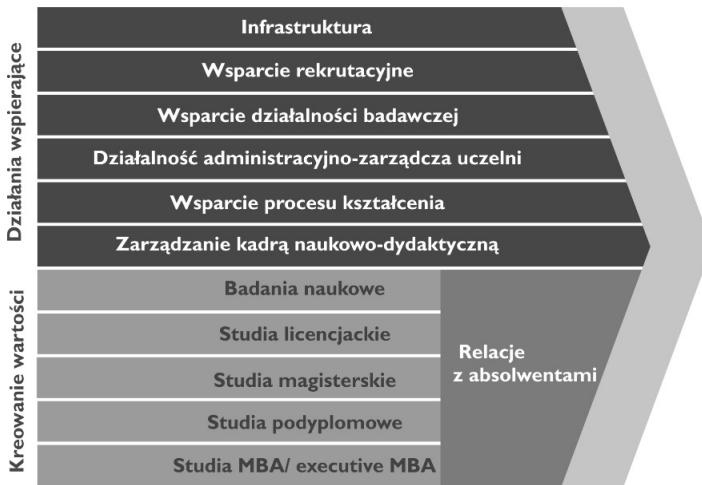 Działania wspierające
Infrastruktura
Wsparcie rekrutacyjne
Wsparcie działalności badawczej
Działalność administracyjno-zarządcza uczelni
Wsparcie procesu kształcenia
Zarządzanie kadrą naukowo-dydaktyczną
Kreowanie wartości
Badania naukowe
Studia licencjackie
Studia magisterskie
Studia podyplomowe
Studia MBA/ executive MBA
Relacje
z absolwentami